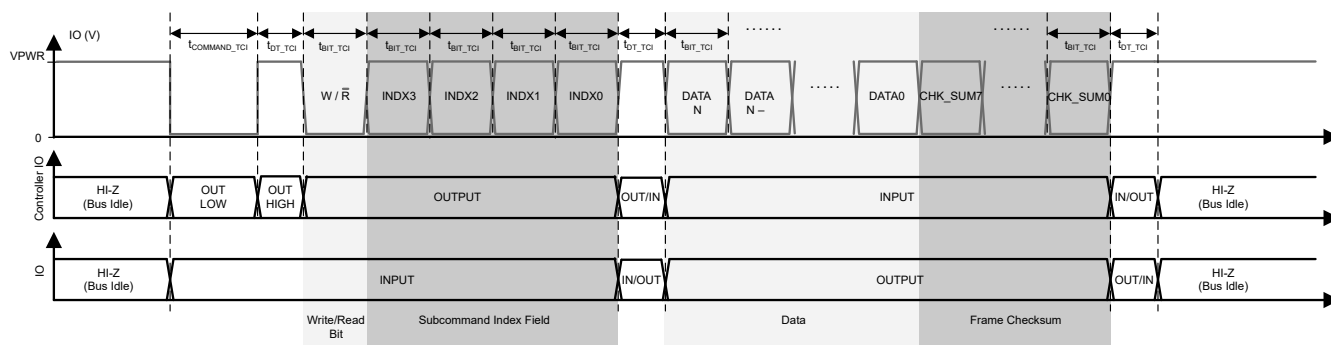 IO (V)
VPWR
0
tCOMMAND_TCI tDT_TCI tBIT_TCI tBIT_TCI tBIT_TCI tBIT_TCI tBIT_TCI tDT_TCI tBIT_TCI ...... ...... tBIT_TCI tDT_TCI
W / R̅ INDX3 INDX2 INDX1 INDX0 DATA N DATA N – ..... DATA0 CHK_SUM7 ..... CHK_SUM0
Controller IO
HI-Z (Bus Idle) OUT LOW OUT HIGH OUTPUT OUT/IN INPUT IN/OUT HI-Z (Bus Idle)
IO
HI-Z (Bus Idle) INPUT IN/OUT OUTPUT OUT/IN HI-Z (Bus Idle)
Write/Read Bit Subcommand Index Field Data Frame Checksum